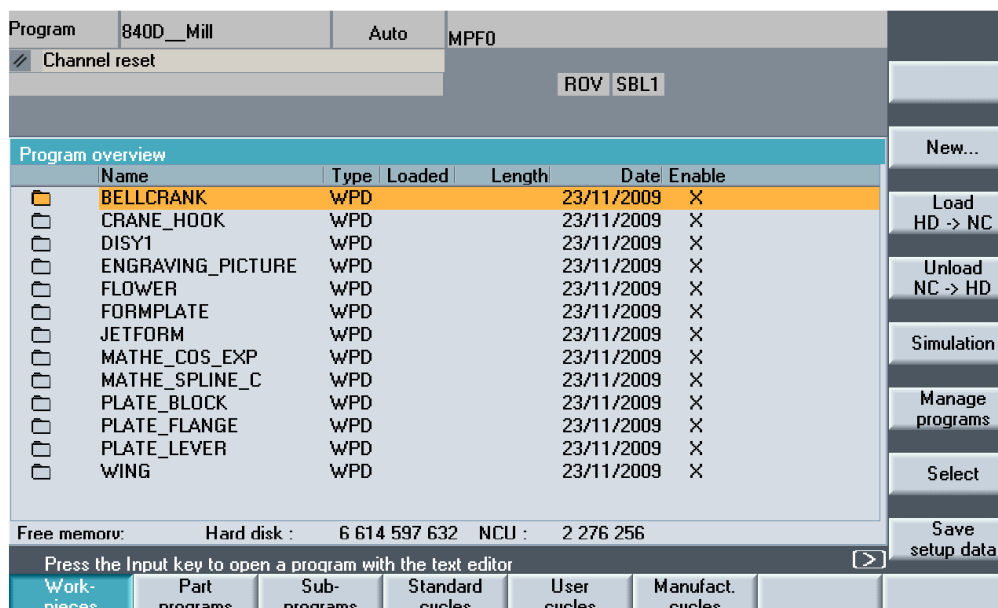 Program 840D__Mill Auto MPF0
Channel reset
ROV SBL1
Program overview
Name Type Loaded Length Date Enable
BELLCRANK WPD 23/11/2009 X
CRANE_HOOK WPD 23/11/2009 X
DISY1 WPD 23/11/2009 X
ENGRAVING_PICTURE WPD 23/11/2009 X
FLOWER WPD 23/11/2009 X
FORMPLATE WPD 23/11/2009 X
JETFORM WPD 23/11/2009 X
MATHE_COS_EXP WPD 23/11/2009 X
MATHE_SPLINE_C WPD 23/11/2009 X
PLATE_BLOCK WPD 23/11/2009 X
PLATE_FLANGE WPD 23/11/2009 X
PLATE_LEVER WPD 23/11/2009 X
WING WPD 23/11/2009 X
Free memory: Hard disk : 6 614 597 632 NCU : 2 276 256
Press the Input key to open a program with the text editor
New...
Load
HD -> NC
Unload
NC -> HD
Simulation
Manage
programs
Select
Save
setup data
Work- Part Sub- Standard User Manufact.
pieces programs programs cycles cycles cycles